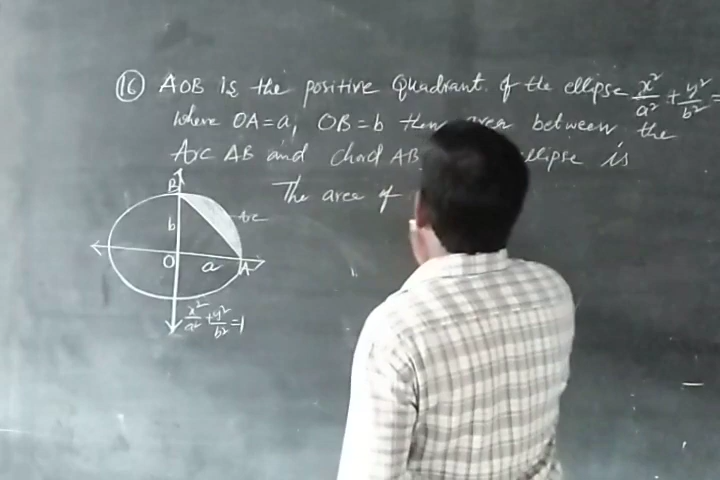 16 AOB is the positive Quadrant of the ellipse x²/a² + y²/b² =
where OA = a, OB = b then area between the
Arc AB and chord AB ellipse is
The area of
B
Arc
b
O
a
A
x²/a² + y²/b² = 1